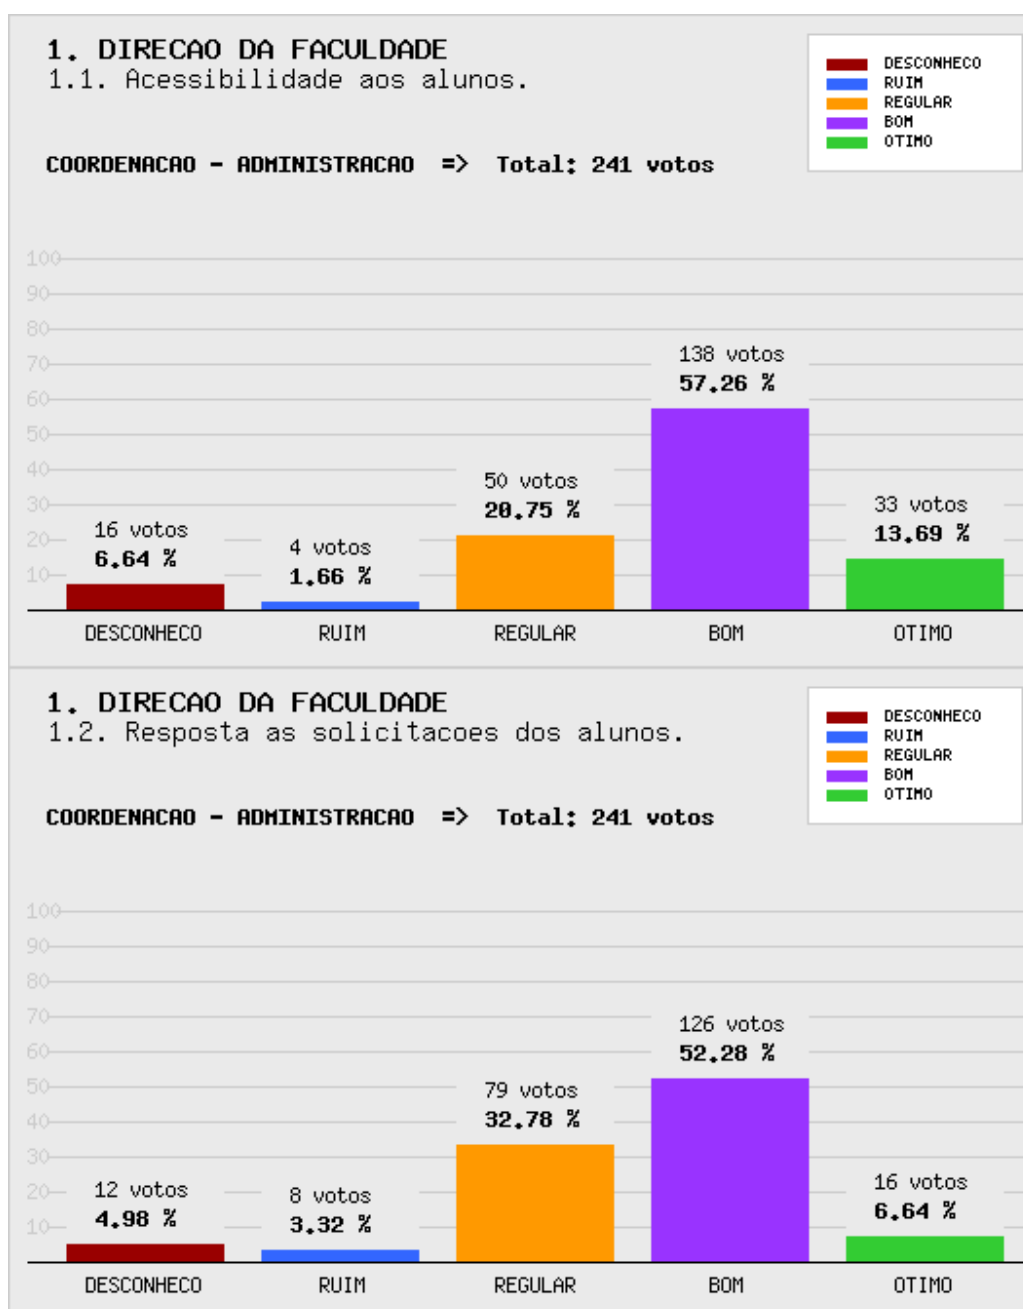 1. DIRECAO DA FACULDADE
1.1. Acessibilidade aos alunos.
DESCONHECO
RUIM
REGULAR
BOM
OTIMO
COORDENACAO - ADMINISTRACAO => Total: 241 votos
100
90
80
70
60
50
40
30
20
10
16 votos
6.64 %
4 votos
1.66 %
50 votos
20.75 %
138 votos
57.26 %
33 votos
13.69 %
DESCONHECO RUIM REGULAR BOM OTIMO
1. DIRECAO DA FACULDADE
1.2. Resposta as solicitacoes dos alunos.
DESCONHECO
RUIM
REGULAR
BOM
OTIMO
COORDENACAO - ADMINISTRACAO => Total: 241 votos
100
90
80
70
60
50
40
30
20
10
12 votos
4.98 %
8 votos
3.32 %
79 votos
32.78 %
126 votos
52.28 %
16 votos
6.64 %
DESCONHECO RUIM REGULAR BOM OTIMO